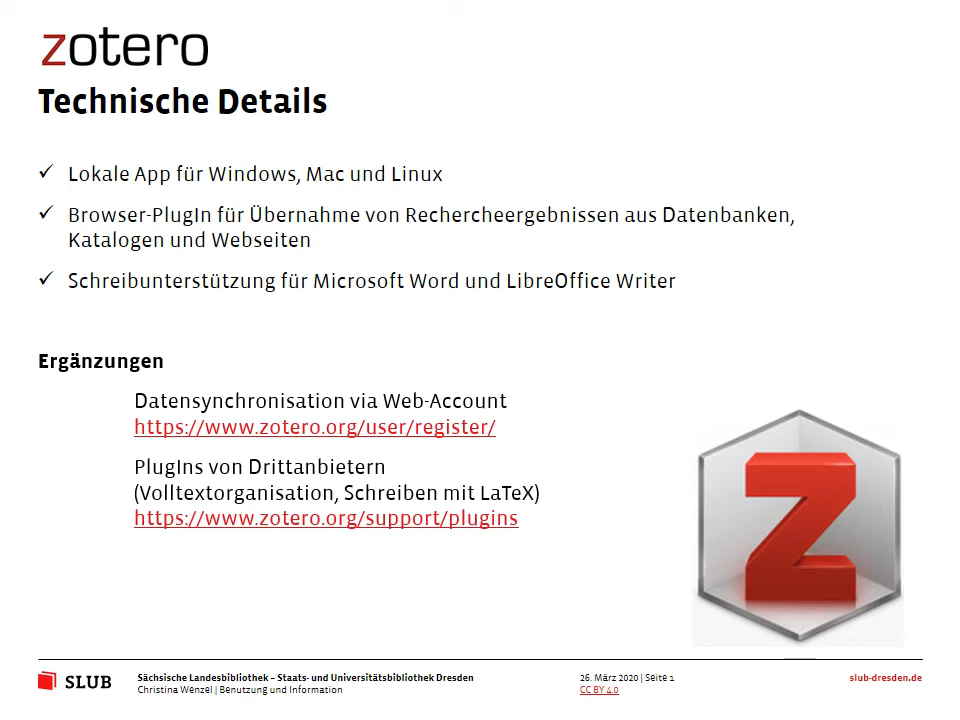 zotero
Technische Details
Lokale App für Windows, Mac und Linux
Browser-PlugIn für Übernahme von Rechercheergebnissen aus Datenbanken,
Katalogen und Webseiten
Schreibunterstützung für Microsoft Word und LibreOffice Writer
Ergänzungen
Datensynchronisation via Web-Account
https://www.zotero.org/user/register/
PlugIns von Drittanbietern
(Volltextorganisation, Schreiben mit LaTeX)
https://www.zotero.org/support/plugins
Z
SLUB
Sächsische Landesbibliothek – Staats- und Universitätsbibliothek Dresden
Christina Wenzel | Benutzung und Information
26. März 2020 | Seite 1
CC BY 4.0
slub-dresden.de